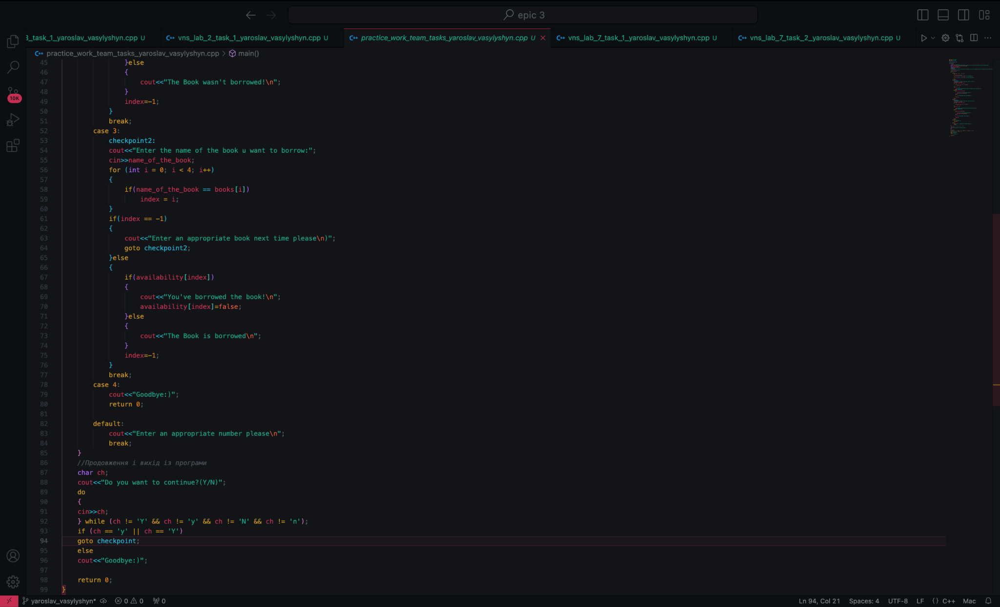 epic 3
3_task_1_yaroslav_vasylyshyn.cpp U
vns_lab_2_task_1_yaroslav_vasylyshyn.cpp U
practice_work_team_tasks_yaroslav_vasylyshyn.cpp U
vns_lab_7_task_1_yaroslav_vasylyshyn.cpp U
vns_lab_7_task_2_yaroslav_vasylyshyn.cpp U
practice_work_team_tasks_yaroslav_vasylyshyn.cpp > main()
10K
45 }else
46 {
47 cout<<"The Book wasn't borrowed!\n";
48 }
49 index=-1;
50 }
51 break;
52 case 3:
53 checkpoint2:
54 cout<<"Enter the name of the book u want to borrow:";
55 cin>>name_of_the_book;
56 for (int i = 0; i < 4; i++)
57 {
58 if(name_of_the_book == books[i])
59 index = i;
60 }
61 if(index == -1)
62 {
63 cout<<"Enter an appropriate book next time please\n)";
64 goto checkpoint2;
65 }else
66 {
67 if(availability[index])
68 {
69 cout<<"You've borrowed the book!\n";
70 availability[index]=false;
71 }else
72 {
73 cout<<"The Book is borrowed\n";
74 }
75 index=-1;
76 }
77 break;
78 case 4:
79 cout<<"Goodbye:)";
80 return 0;
81
82 default:
83 cout<<"Enter an appropriate number please\n";
84 break;
85 }
86 //Продовження і вихід із програми
87 char ch;
88 cout<<"Do you want to continue?(Y/N)";
89 do
90 {
91 cin>>ch;
92 } while (ch != 'Y' && ch != 'y' && ch != 'N' && ch != 'n');
93 if (ch == 'y' || ch == 'Y')
94 goto checkpoint;
95 else
96 cout<<"Goodbye:)";
97
98 return 0;
99 }
yaroslav_vasylyshyn* 0 0 0 Ln 94, Col 21 Spaces: 4 UTF-8 LF {} C++ Mac